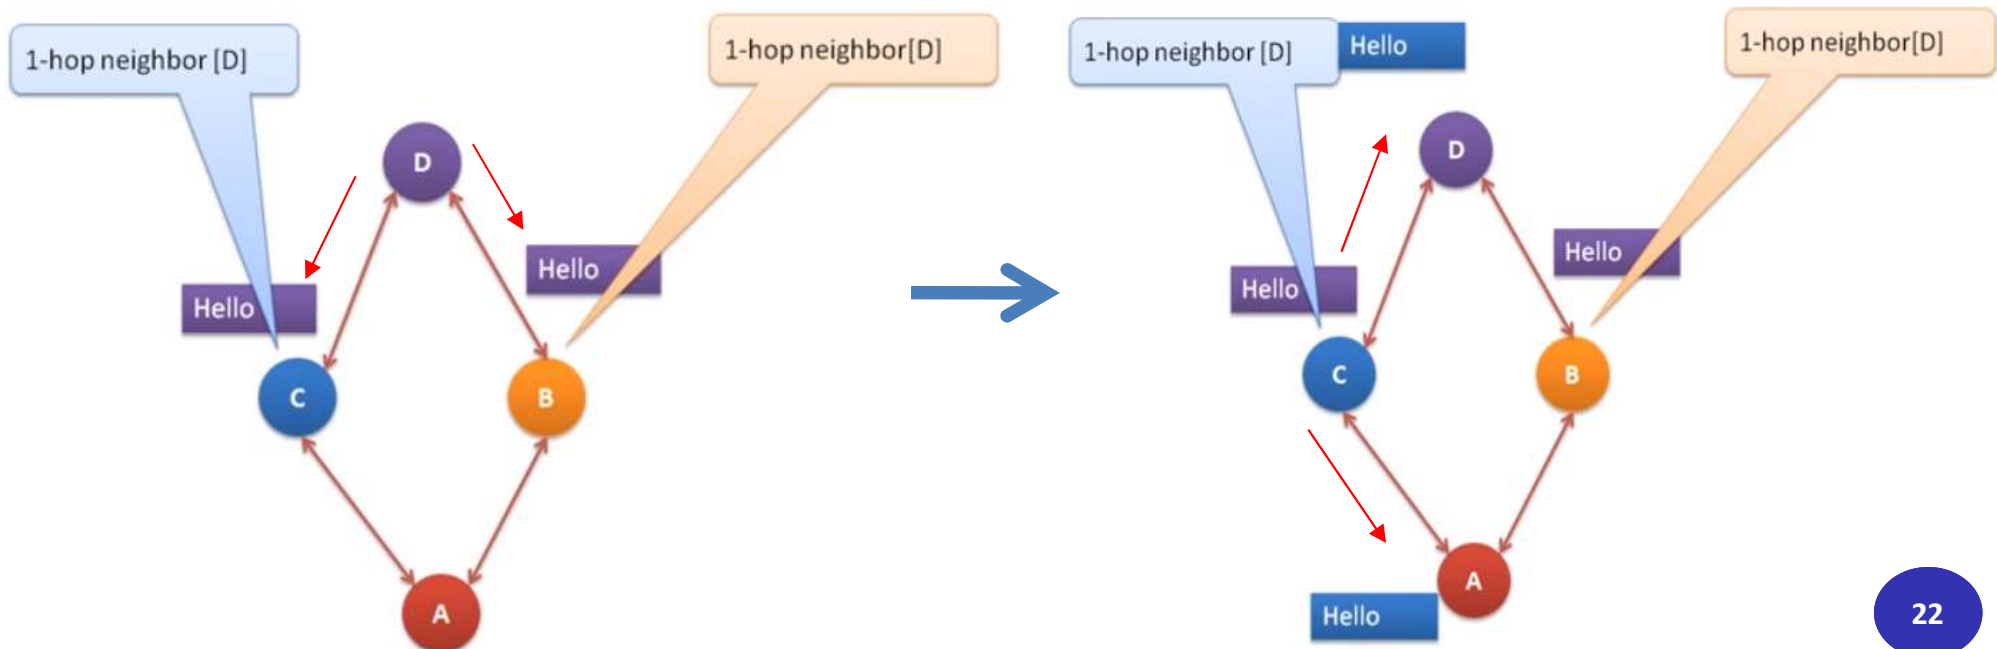 1-hop neighbor [D]
1-hop neighbor[D]
D
Hello
Hello
C
B
A
1-hop neighbor [D]
Hello
1-hop neighbor[D]
D
Hello
Hello
C
B
A
Hello
22